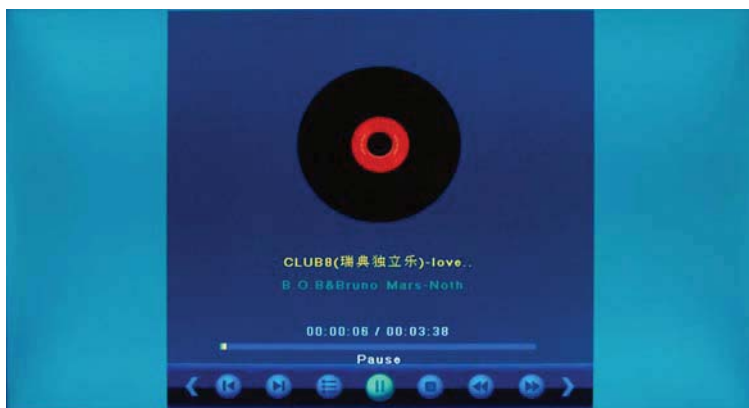 CLUB8(瑞典独立乐)-love..
B.O.B&Bruno Mars-Noth
00:00:06 / 00:03:38
Pause